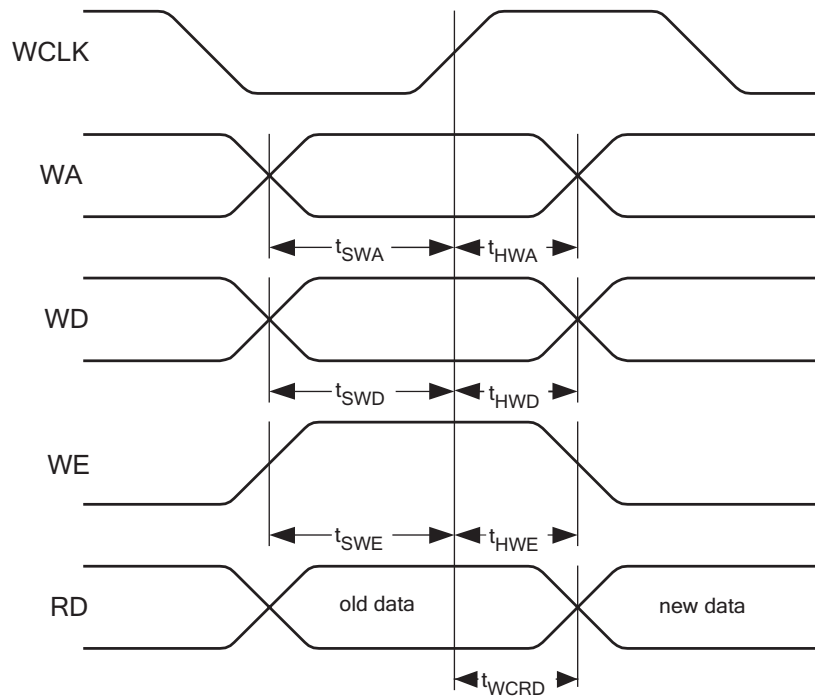 WCLK
WA
tSWA tHWA
WD
tSWD tHWD
WE
tSWE tHWE
RD old data new data
tWCRD